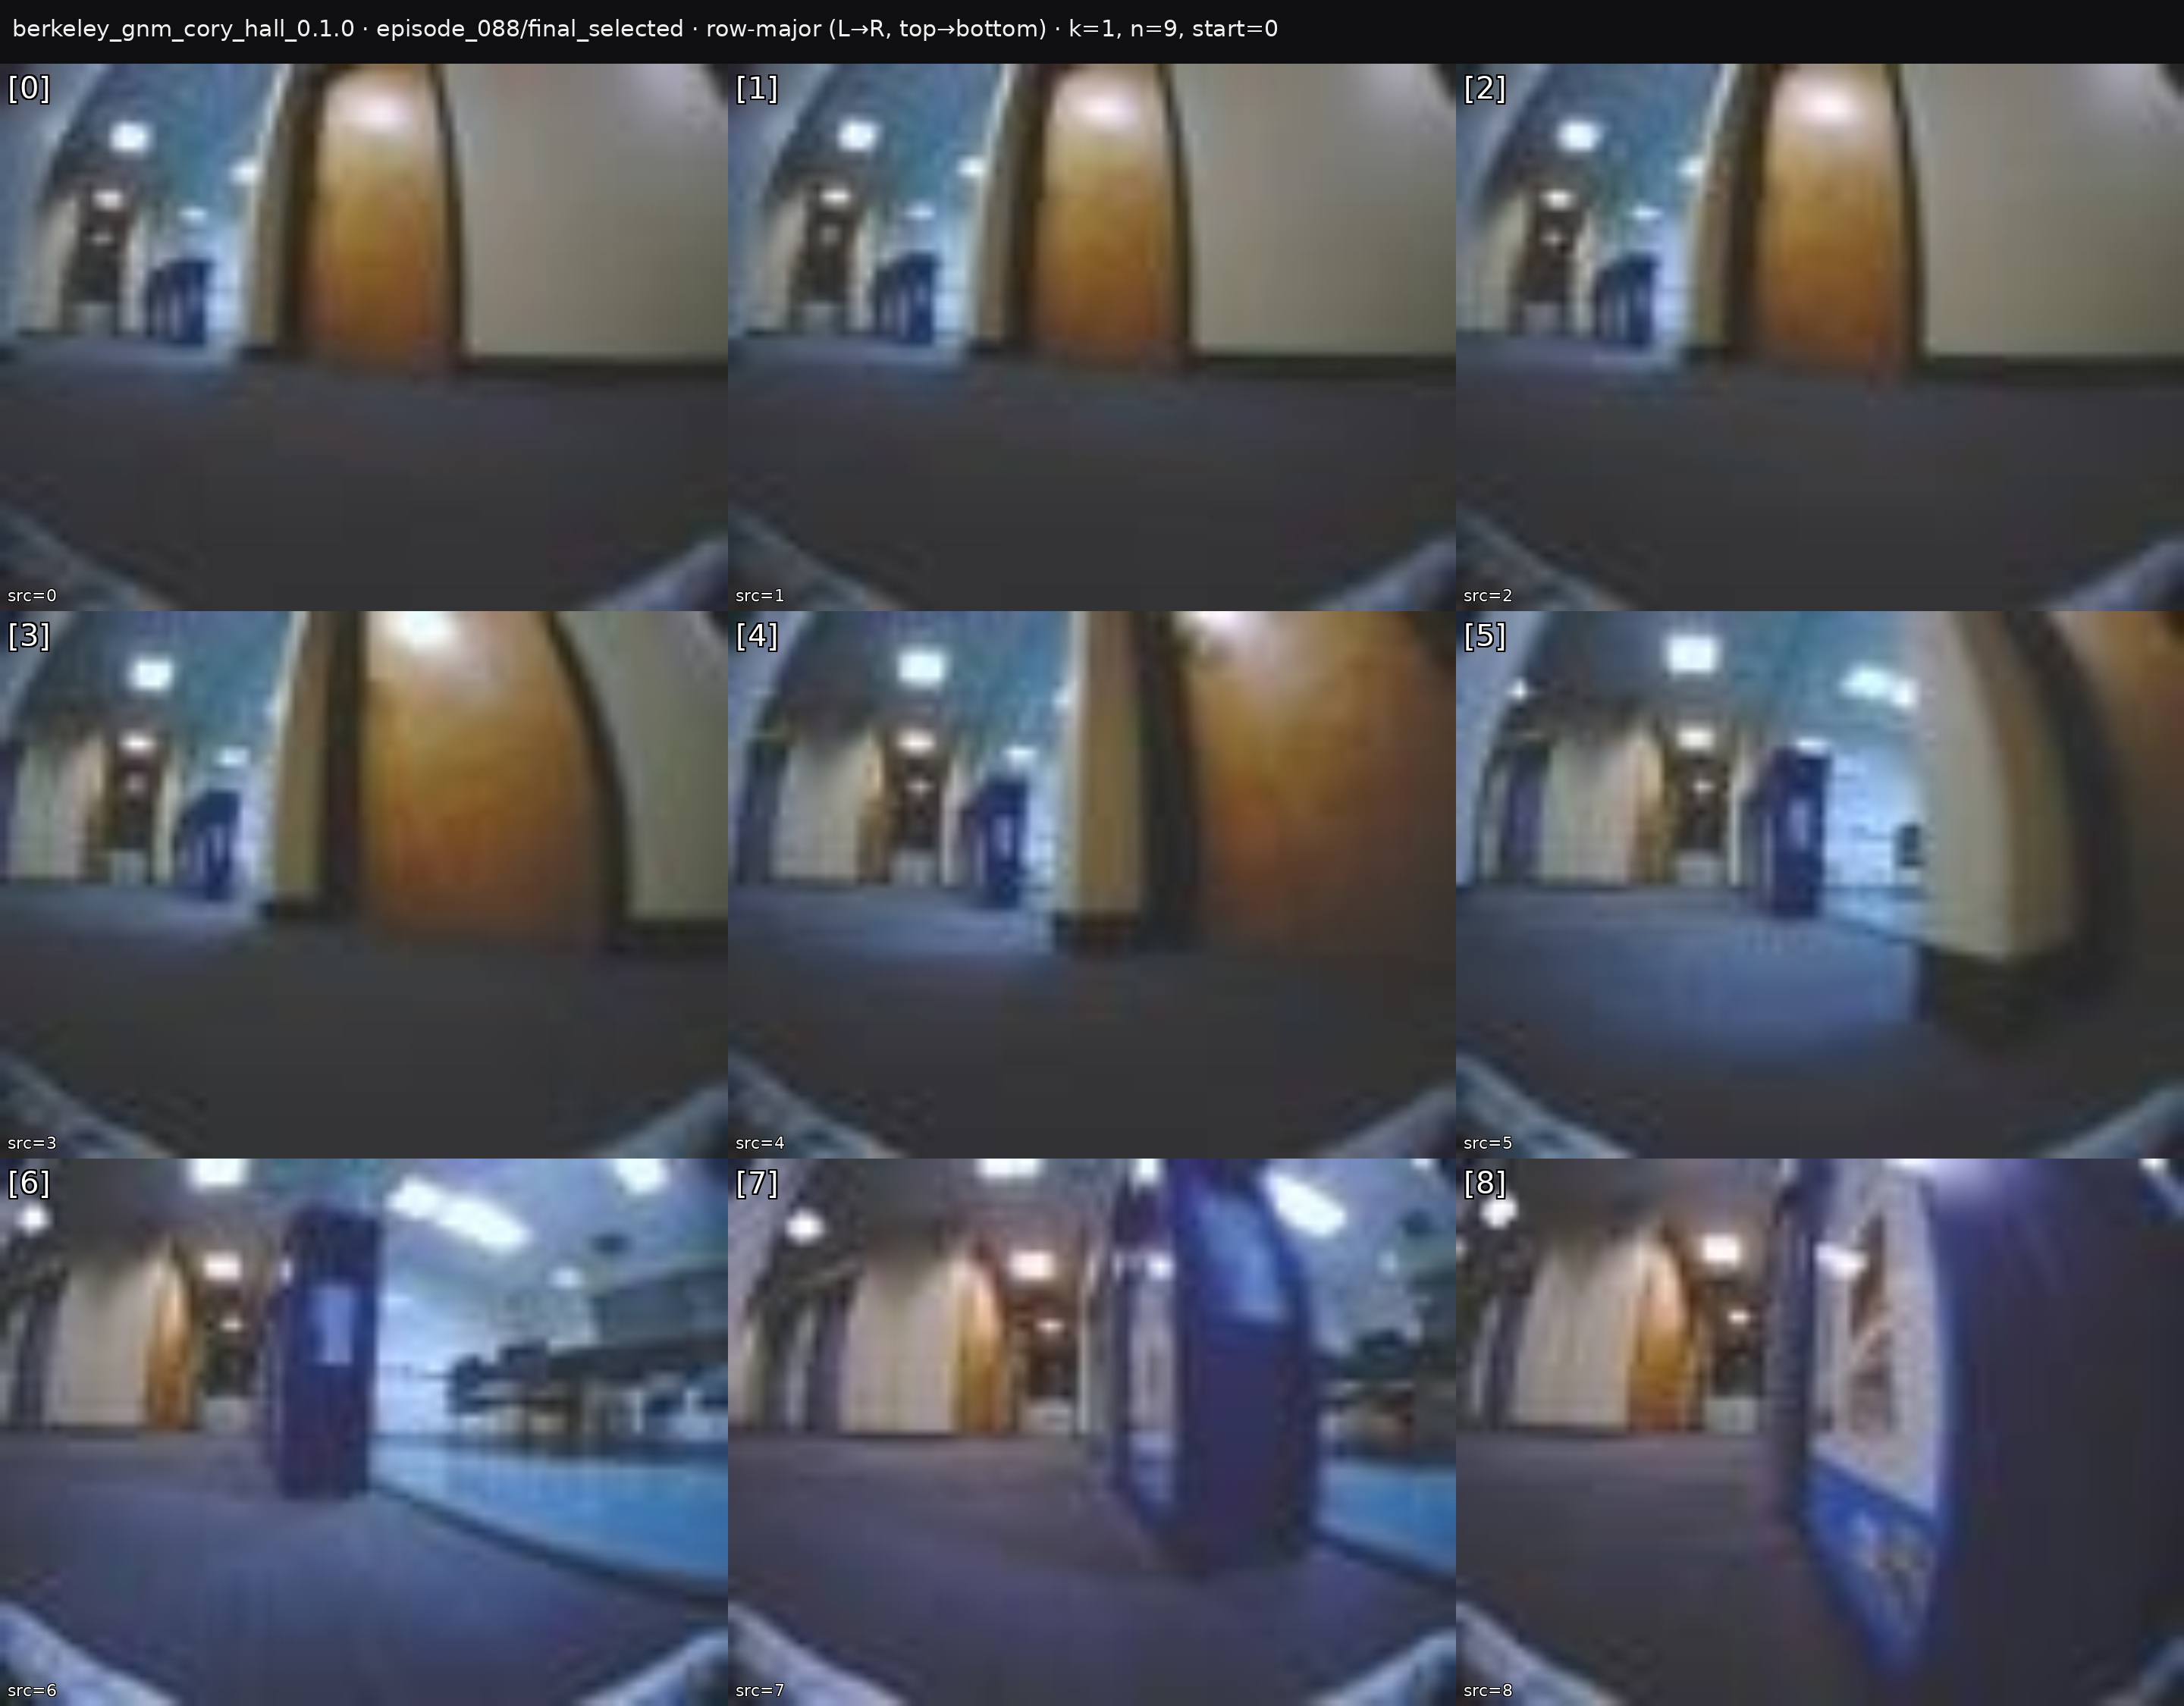 berkeley_gnm_cory_hall_0.1.0 · episode_088/final_selected · row-major (L→R, top→bottom) · k=1, n=9, start=0
[0]
[1]
[2]
src=0
src=1
src=2
[3]
[4]
[5]
src=3
src=4
src=5
[6]
[7]
[8]
src=6
src=7
src=8